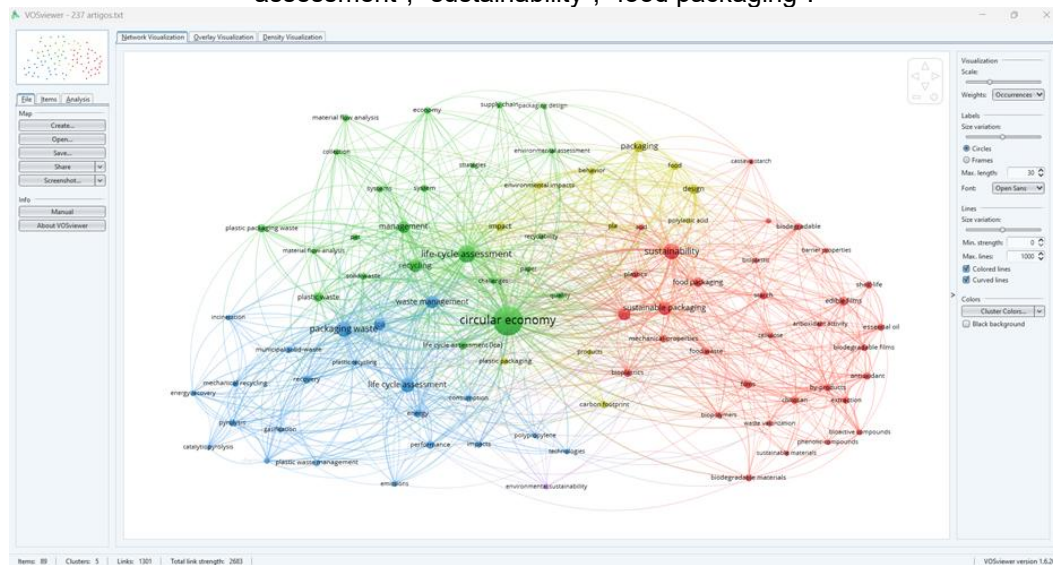 assessment", "sustainability", "food packaging".
VOSviewer - 237 artigos.txt
Network Visualization Overlay Visualization Density Visualization
File Items Analysis
Map
Create...
Open...
Save...
Share
Screenshot...
Info
Manual
About VOSviewer
supply chain packaging design
economy
material flow analysis
collection
strategies
environmental assessment
packaging
behavior
food
cassava starch
systems
system
environmental impacts
design
plastic packaging waste
management
impact
recyclability
pla
polylactic acid
biodegradable
material flow analysis
life-cycle assessment
sustainability
barrier properties
solid waste
recycling
paper
challenges
plastics
food packaging
starch
shelf-life
plastic waste
waste management
quality
sustainable packaging
edible films
incineration
packaging waste
circular economy
mechanical properties
cellulose
antioxidant activity
essential oil
municipal solid-waste
life cycle assessment (lca)
products
food waste
biodegradable films
plastic recycling
plastic packaging
bioplastics
mechanical recycling
recovery
life cycle assessment
films
by-products
antioxidant
energy recovery
consumption
carbon footprint
chitosan
extraction
pyrolysis
gasification
energy
biopolymers
waste valorization
bioactive compounds
catalytic pyrolysis
performance
impacts
polypropylene
technologies
phenolic compounds
sustainable materials
plastic waste management
emissions
environmental sustainability
biodegradable materials
Visualization
Scale:
Weights: Occurrences
Labels
Size variation:
Circles
Frames
Max. length: 30
Font: Open Sans
Lines
Size variation:
Min. strength: 0
Max. lines: 1000
Colored lines
Curved lines
Colors
Cluster Colors...
Black background
Items: 89 Clusters: 5 Links: 1301 Total link strength: 2683
VOSviewer version 1.6.20